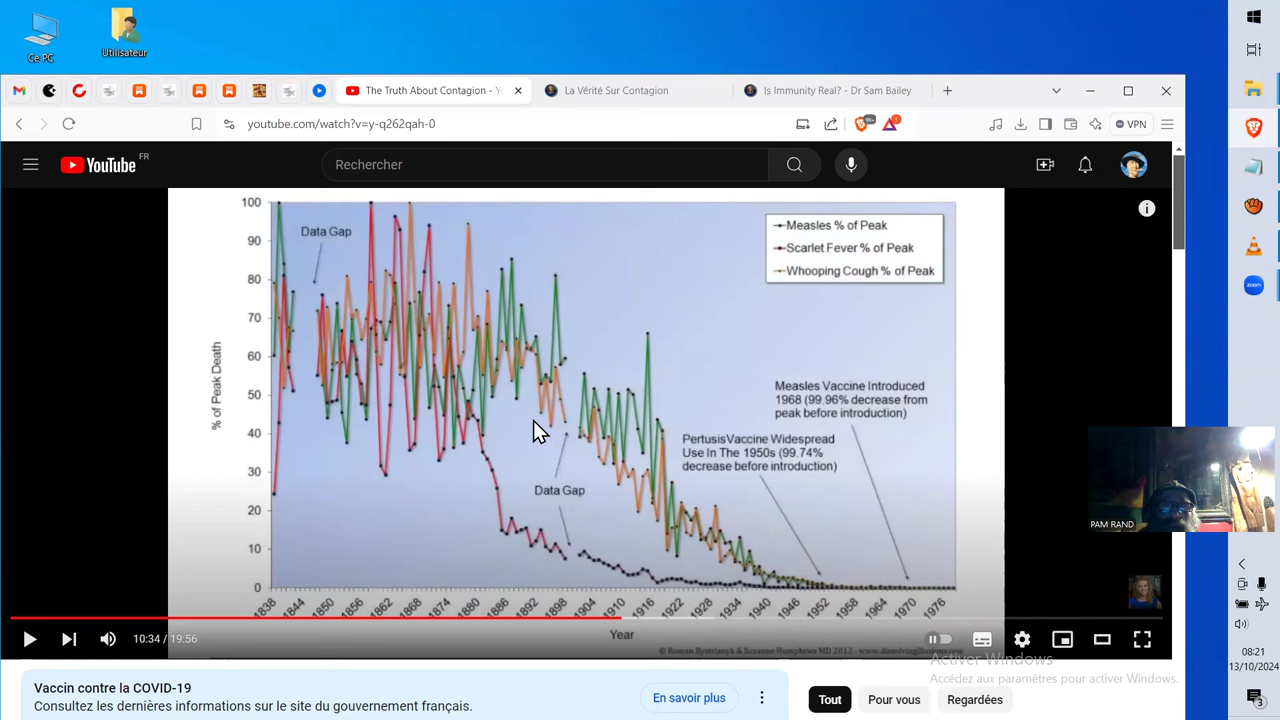 Ce PC
Utilisateur
The Truth About Contagion - Y
La Vérité Sur Contagion
Is Immunity Real? - Dr Sam Bailey
youtube.com/watch?v=y-q262qah-0
99+
1
VPN
YouTube FR
Rechercher
100
90
80
70
60
50
40
30
20
10
0
% of Peak Death
Data Gap
Measles % of Peak
Scarlet Fever % of Peak
Whooping Cough % of Peak
Measles Vaccine Introduced
1968 (99.96% decrease from
peak before introduction)
PertusisVaccine Widespread
Use In The 1950s (99.74%
decrease before introduction)
Data Gap
1838 1844 1850 1856 1862 1868 1874 1880 1886 1892 1898 1904 1910 1916 1922 1928 1934 1940 1946 1952 1958 1964 1970 1976
Year
© Roman Bystrianyk & Suzanne Humphries MD 2012 - www.dissolvingillusions.com
PAM RAND
zoom
10:34 / 19:56
Activer Windows
Accédez aux paramètres pour activer Windows.
Vaccin contre la COVID-19
Consultez les dernières informations sur le site du gouvernement français.
En savoir plus
Tout
Pour vous
Regardées
08:21
13/10/2024
3